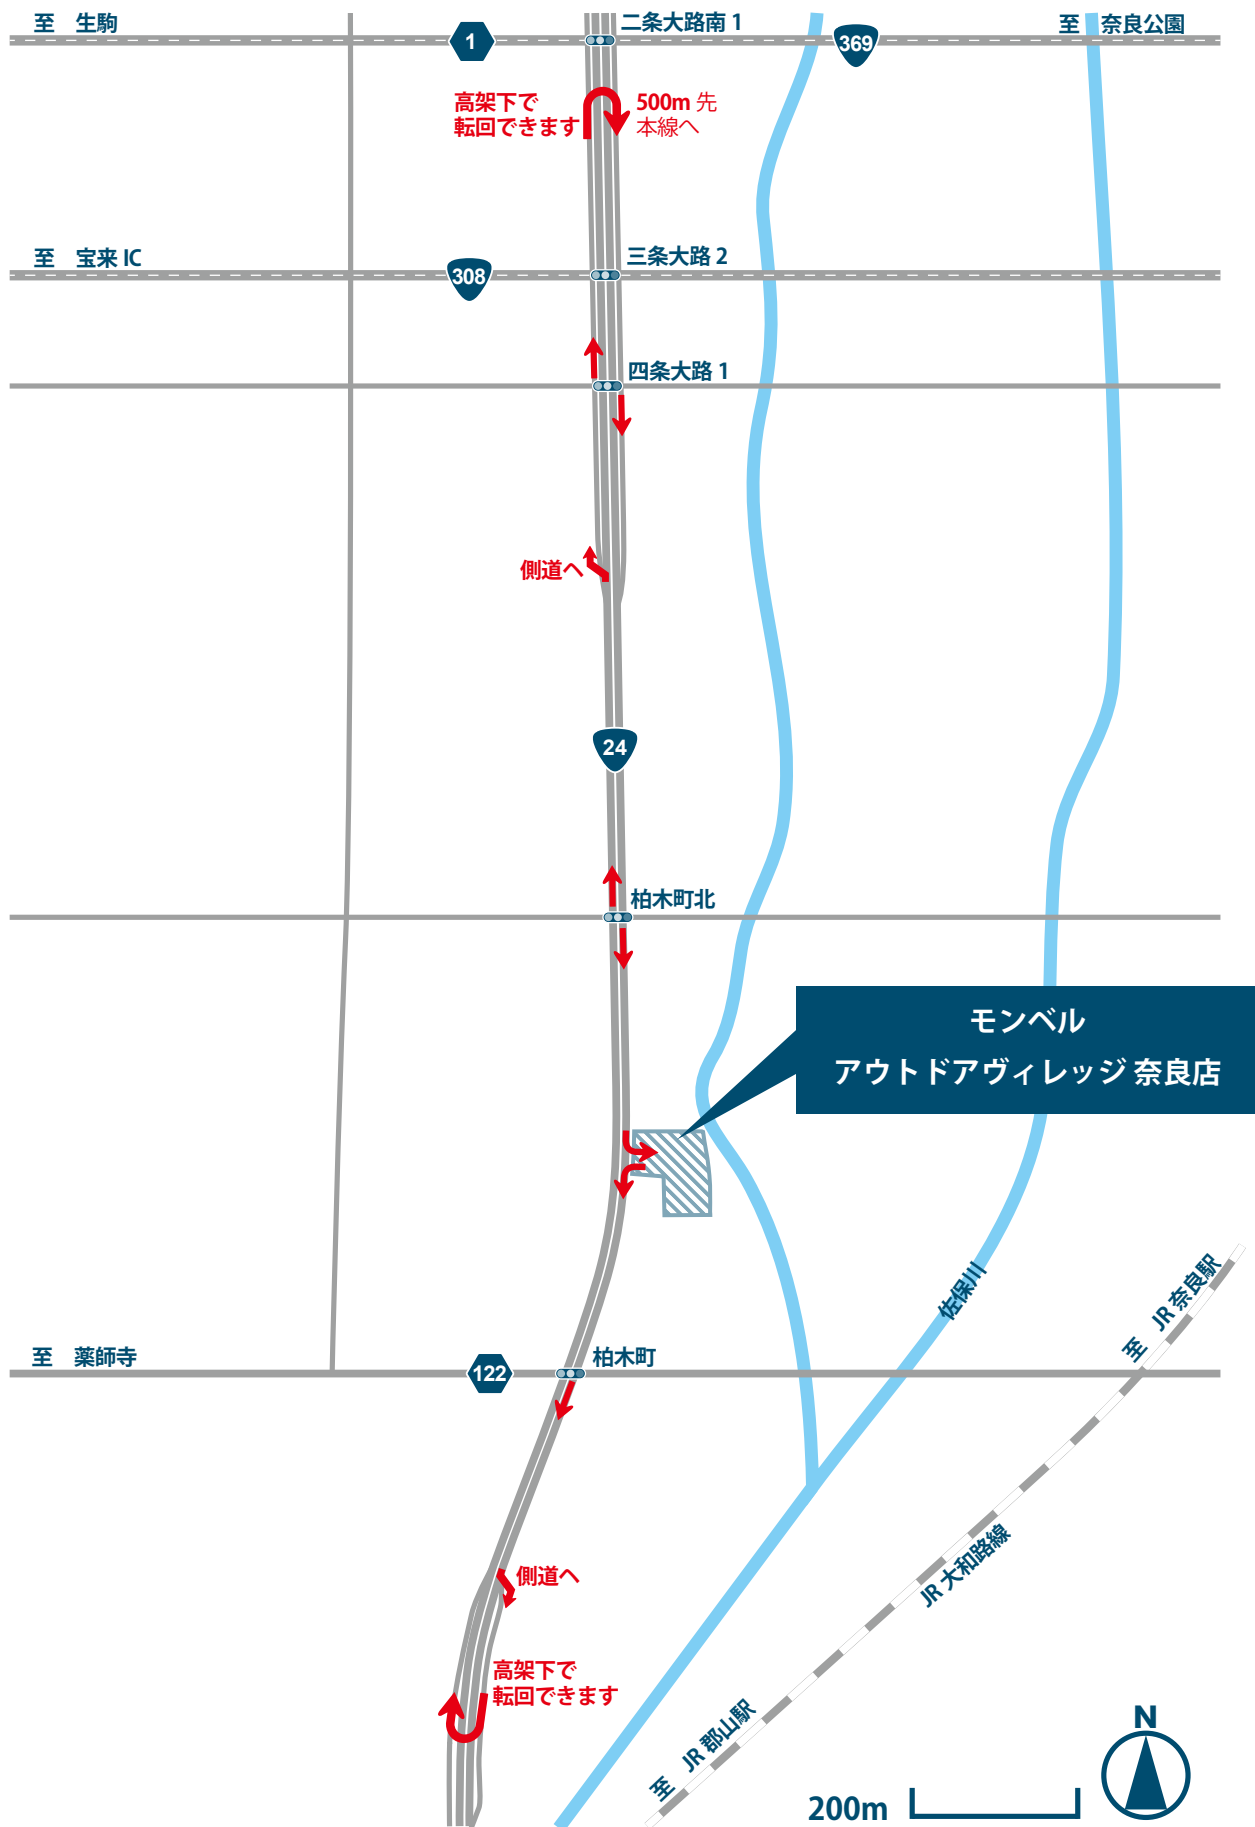 至　生駒
1
二条大路南 1
369
至　奈良公園
高架下で
転回できます
500m 先
本線へ
至　宝来 IC
308
三条大路 2
四条大路 1
側道へ
24
柏木町北
モンベル
アウトドアヴィレッジ 奈良店
佐保川
至　JR 奈良駅
至　薬師寺
122
柏木町
JR 大和路線
側道へ
高架下で
転回できます
至　JR 郡山駅
N
200m